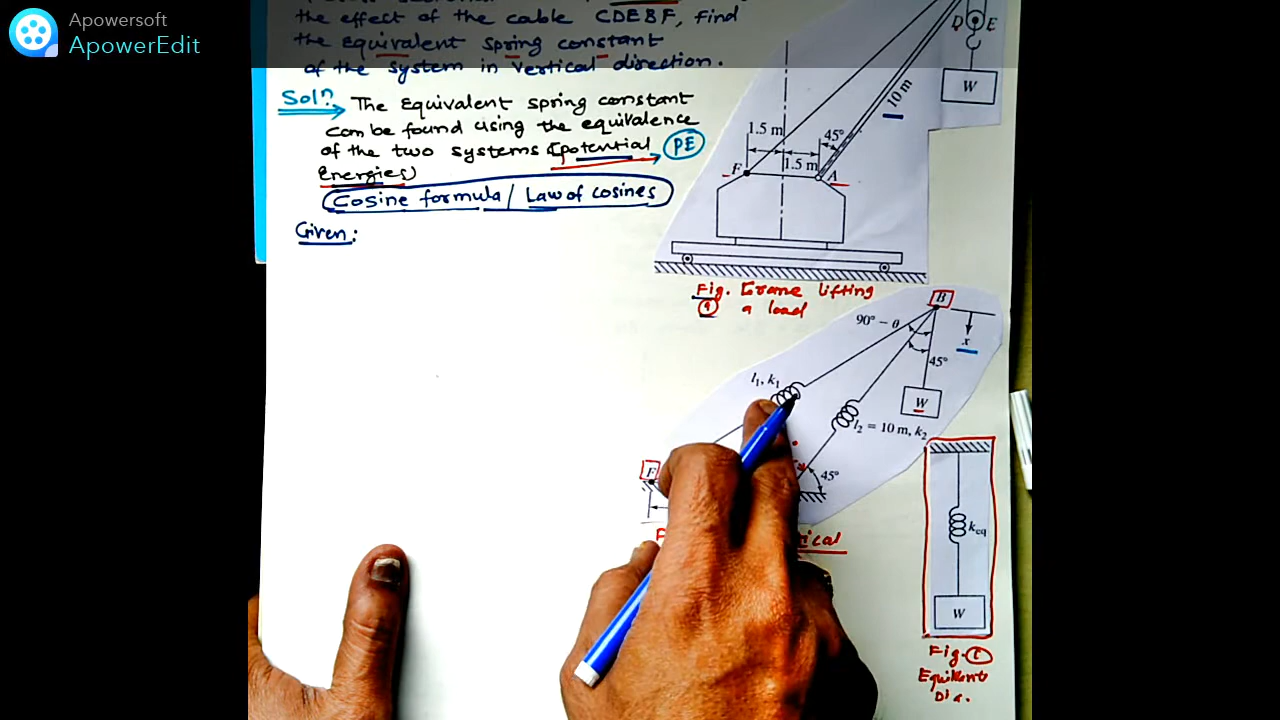 Apowersoft
ApowerEdit
the effect of the cable CDEBF, find
the equivalent spring constant
of the system in vertical direction.
Sol? The equivalent spring constant
can be found using the equivalence
of the two systems (potential PE
Energies)
Cosine formula / Law of cosines
Given:
D E
W
10 m
1.5 m 45°
F 1.5 m A
Fig. Crane lifting
a a load
B
90° - θ
x
45°
l1, k1
W
l2 = 10 m, k2
F
45°
F
ical
keq
W
Fig. c
Dia.